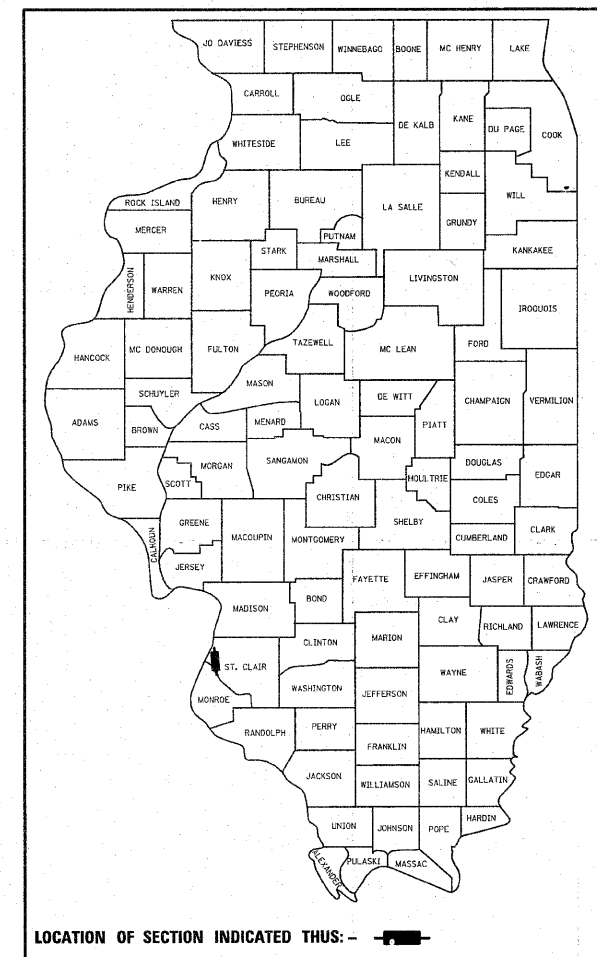 JO DAVIESS STEPHENSON WINNEBAGO BOONE MC HENRY LAKE
CARROLL OGLE DE KALB KANE DU PAGE COOK
WHITESIDE LEE
KENDALL WILL
ROCK ISLAND HENRY BUREAU LA SALLE GRUNDY
MERCER PUTNAM
STARK MARSHALL KANKAKEE
HENDERSON WARREN KNOX PEORIA WOODFORD LIVINGSTON IROQUOIS
HANCOCK MC DONOUGH FULTON TAZEWELL MC LEAN FORD
MASON
SCHUYLER LOGAN DE WITT CHAMPAIGN VERMILION
ADAMS BROWN CASS MENARD MACON PIATT
SANGAMON DOUGLAS EDGAR
PIKE SCOTT MORGAN CHRISTIAN MOULTRIE COLES
GREENE MACOUPIN MONTGOMERY SHELBY CUMBERLAND CLARK
CALHOUN JERSEY
FAYETTE EFFINGHAM JASPER CRAWFORD
MADISON BOND CLAY RICHLAND LAWRENCE
CLINTON MARION
ST. CLAIR WAYNE EDWARDS WABASH
MONROE WASHINGTON JEFFERSON
RANDOLPH PERRY HAMILTON WHITE
FRANKLIN
JACKSON WILLIAMSON SALINE GALLATIN
UNION JOHNSON POPE HARDIN
ALEXANDER PULASKI MASSAC
LOCATION OF SECTION INDICATED THUS: -